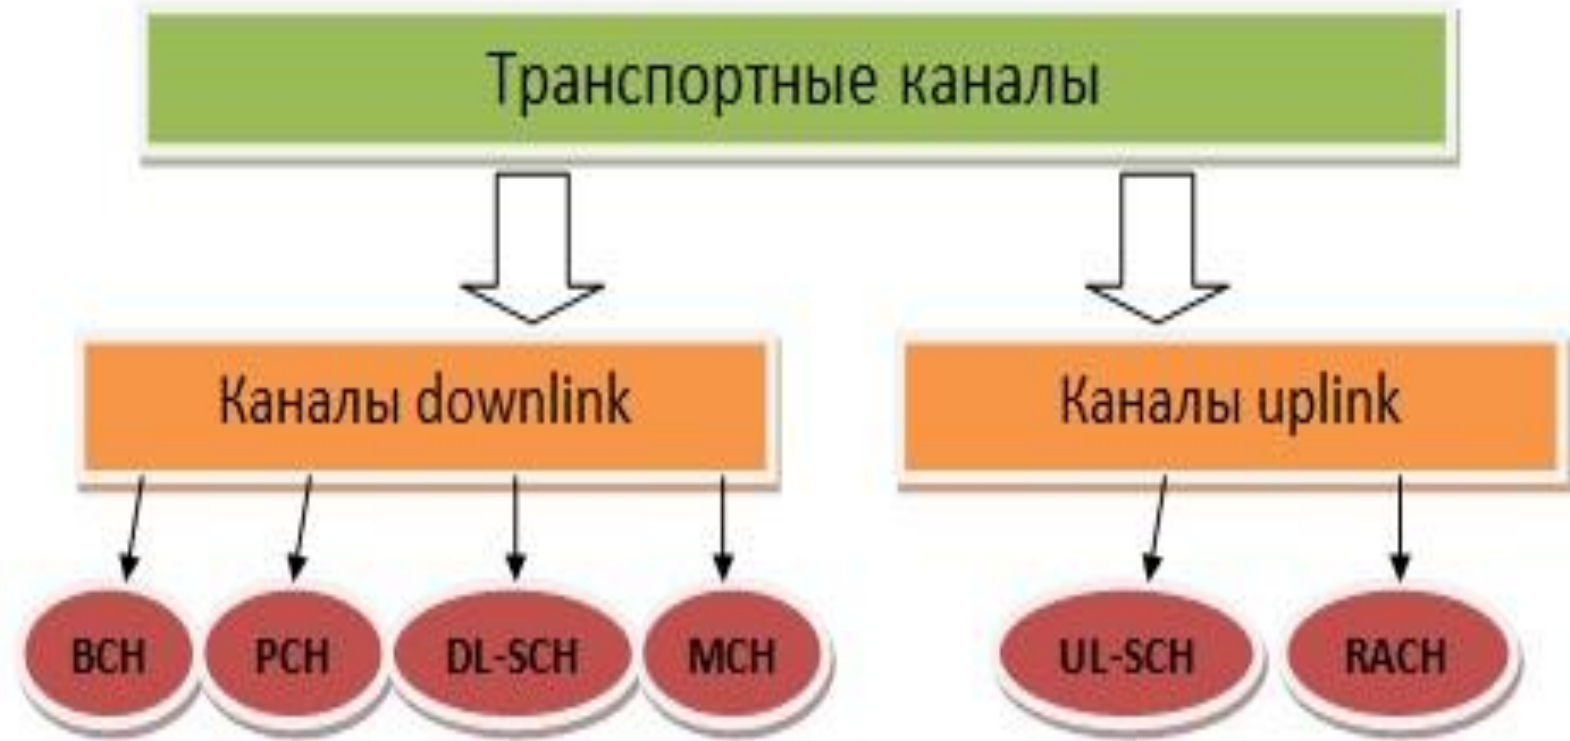 Транспортные каналы
Каналы downlink
Каналы uplink
BCH
PCH
DL-SCH
MCH
UL-SCH
RACH